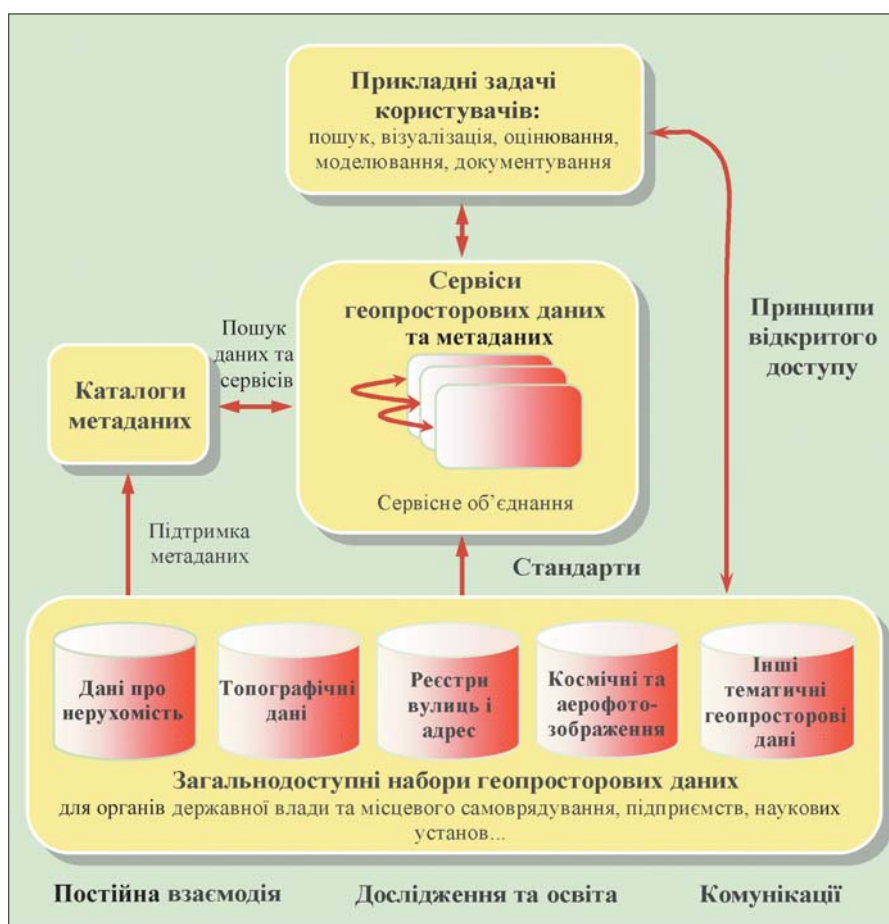 Прикладні задачі
користувачів:
пошук, візуалізація, оцінювання,
моделювання, документування
Сервіси
геопросторових даних
та метаданих
Сервісне об’єднання
Пошук
даних та
сервісів
Каталоги
метаданих
Принципи
відкритого
доступу
Підтримка
метаданих
Стандарти
Дані про
нерухомість
Топографічні
дані
Реєстри
вулиць і
адрес
Космічні та
аерофото-
зображення
Інші
тематичні
геопросторові
дані
Загальнодоступні набори геопросторових даних
для органів державної влади та місцевого самоврядування, підприємств, наукових
установ...
Постійна взаємодія
Дослідження та освіта
Комунікації